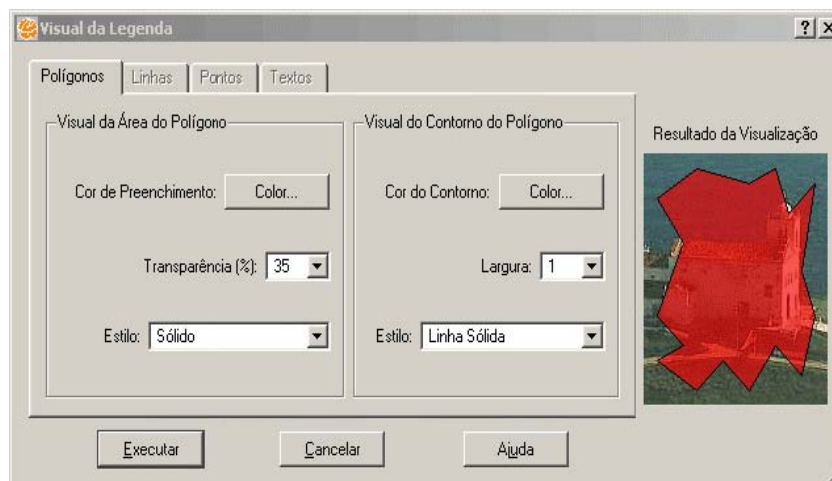 Visual da Legenda
Polígonos Linhas Pontos Textos
Visual da Área do Polígono
Cor de Preenchimento: Color...
Transparência (%): 35
Estilo: Sólido
Visual do Contorno do Polígono
Cor do Contorno: Color...
Largura: 1
Estilo: Linha Sólida
Resultado da Visualização
Executar Cancelar Ajuda